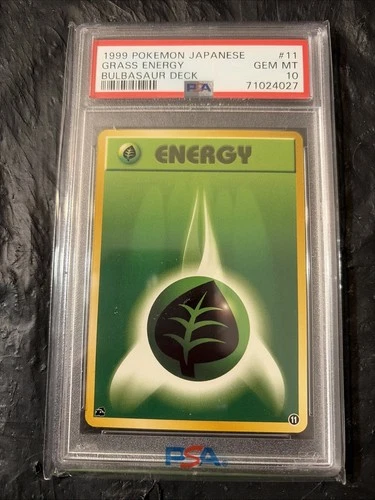 1999 POKEMON JAPANESE #11
GRASS ENERGY GEM MT
BULBASAUR DECK 10
PSA 71024027
ENERGY
11
PSA